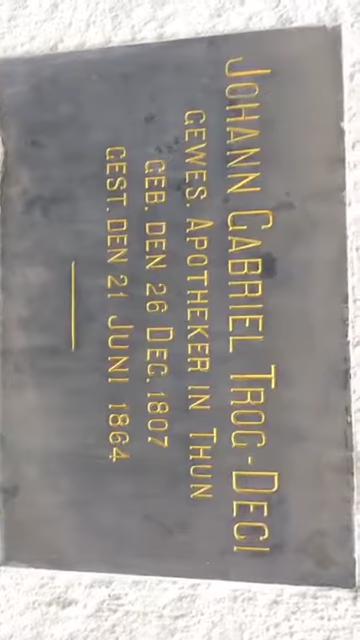 JOHANN GABRIEL TROG-DECI
GEWES. APOTHEKER IN THUN
GEB. DEN 26 DEC. 1807
GEST. DEN 21 JUNI 1864